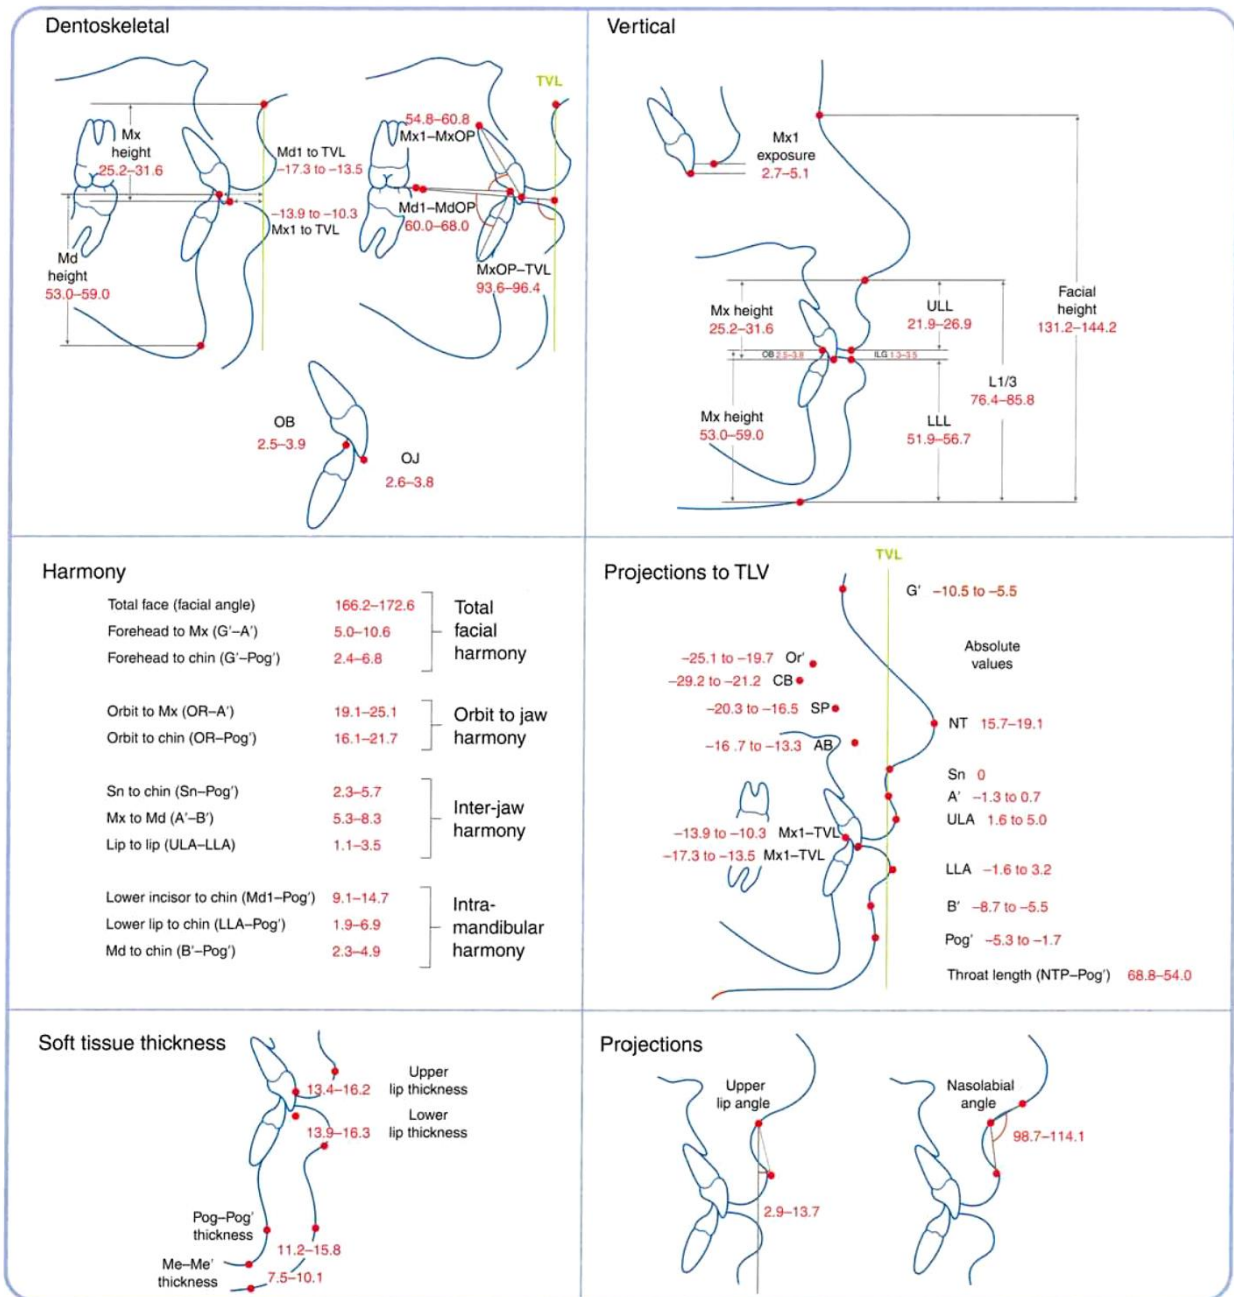 Dentoskeletal
TVL
Mx
height
25.2–31.6
Md1 to TVL
–17.3 to –13.5
–13.9 to –10.3
Mx1 to TVL
Md
height
53.0–59.0
54.8–60.8
Mx1–MxOP
Md1–MdOP
60.0–68.0
MxOP–TVL
93.6–96.4
OB
2.5–3.9
OJ
2.6–3.8
Vertical
Mx1
exposure
2.7–5.1
Mx height
25.2–31.6
ULL
21.9–26.9
Facial
height
131.2–144.2
OB 2.5–3.8
ILG 1.3–3.5
L1/3
76.4–85.8
Mx height
53.0–59.0
LLL
51.9–56.7
Harmony
Total face (facial angle) 166.2–172.6
Forehead to Mx (G'–A') 5.0–10.6
Forehead to chin (G'–Pog') 2.4–6.8
Total
facial
harmony
Orbit to Mx (OR–A') 19.1–25.1
Orbit to chin (OR–Pog') 16.1–21.7
Orbit to jaw
harmony
Sn to chin (Sn–Pog') 2.3–5.7
Mx to Md (A'–B') 5.3–8.3
Lip to lip (ULA–LLA) 1.1–3.5
Inter-jaw
harmony
Lower incisor to chin (Md1–Pog') 9.1–14.7
Lower lip to chin (LLA–Pog') 1.9–6.9
Md to chin (B'–Pog') 2.3–4.9
Intra-
mandibular
harmony
Projections to TLV
TVL
G' –10.5 to –5.5
Absolute
values
–25.1 to –19.7 Or'
–29.2 to –21.2 CB
–20.3 to –16.5 SP
NT 15.7–19.1
–16 .7 to –13.3 AB
Sn 0
A' –1.3 to 0.7
ULA 1.6 to 5.0
–13.9 to –10.3 Mx1–TVL
–17.3 to –13.5 Mx1–TVL
LLA –1.6 to 3.2
B' –8.7 to –5.5
Pog' –5.3 to –1.7
Throat length (NTP–Pog') 68.8–54.0
Soft tissue thickness
13.4–16.2
Upper
lip thickness
Lower
lip thickness
13.9–16.3
Pog–Pog'
thickness
11.2–15.8
Me–Me'
thickness
7.5–10.1
Projections
Upper
lip angle
2.9–13.7
Nasolabial
angle
98.7–114.1